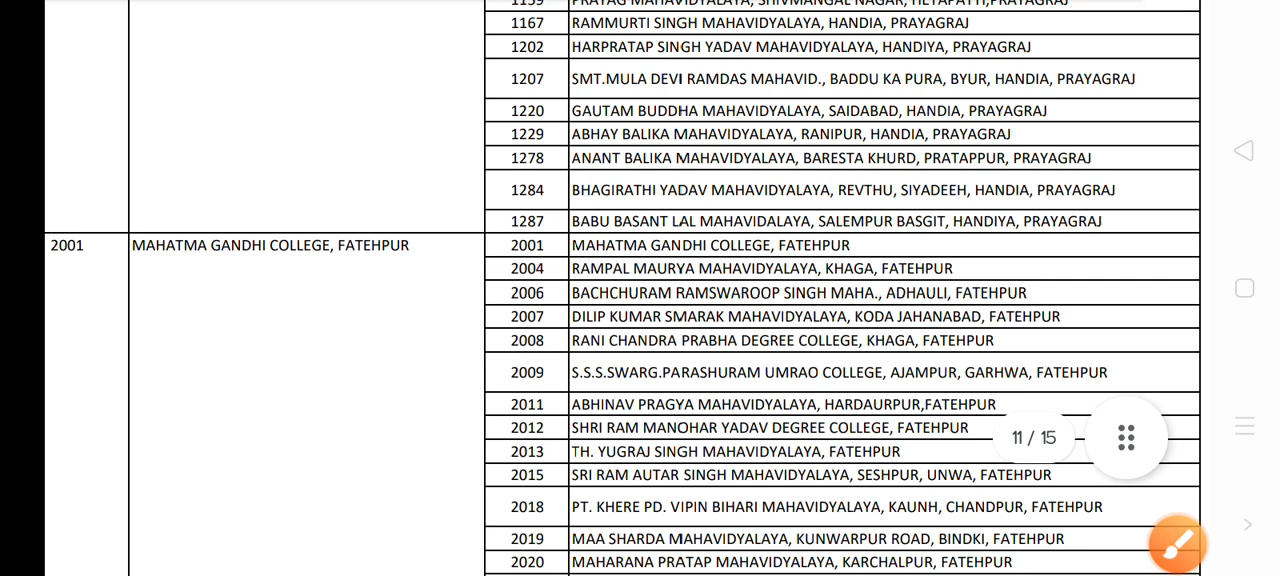 1159 PRAYAG MAHAVIDYALAYA, SHIVMANGAL NAGAR, HETAPATTI,PRAYAGRAJ
1167 RAMMURTI SINGH MAHAVIDYALAYA, HANDIA, PRAYAGRAJ
1202 HARPRATAP SINGH YADAV MAHAVIDYALAYA, HANDIYA, PRAYAGRAJ
1207 SMT.MULA DEVI RAMDAS MAHAVID., BADDU KA PURA, BYUR, HANDIA, PRAYAGRAJ
1220 GAUTAM BUDDHA MAHAVIDYALAYA, SAIDABAD, HANDIA, PRAYAGRAJ
1229 ABHAY BALIKA MAHAVIDYALAYA, RANIPUR, HANDIA, PRAYAGRAJ
1278 ANANT BALIKA MAHAVIDYALAYA, BARESTA KHURD, PRATAPPUR, PRAYAGRAJ
1284 BHAGIRATHI YADAV MAHAVIDYALAYA, REVTHU, SIYADEEH, HANDIA, PRAYAGRAJ
1287 BABU BASANT LAL MAHAVIDALAYA, SALEMPUR BASGIT, HANDIYA, PRAYAGRAJ
2001 MAHATMA GANDHI COLLEGE, FATEHPUR 2001 MAHATMA GANDHI COLLEGE, FATEHPUR
2004 RAMPAL MAURYA MAHAVIDYALAYA, KHAGA, FATEHPUR
2006 BACHCHURAM RAMSWAROOP SINGH MAHA., ADHAULI, FATEHPUR
2007 DILIP KUMAR SMARAK MAHAVIDYALAYA, KODA JAHANABAD, FATEHPUR
2008 RANI CHANDRA PRABHA DEGREE COLLEGE, KHAGA, FATEHPUR
2009 S.S.S.SWARG.PARASHURAM UMRAO COLLEGE, AJAMPUR, GARHWA, FATEHPUR
2011 ABHINAV PRAGYA MAHAVIDYALAYA, HARDAURPUR,FATEHPUR
2012 SHRI RAM MANOHAR YADAV DEGREE COLLEGE, FATEHPUR
11 / 15
2013 TH. YUGRAJ SINGH MAHAVIDYALAYA, FATEHPUR
2015 SRI RAM AUTAR SINGH MAHAVIDYALAYA, SESHPUR, UNWA, FATEHPUR
2018 PT. KHERE PD. VIPIN BIHARI MAHAVIDYALAYA, KAUNH, CHANDPUR, FATEHPUR
2019 MAA SHARDA MAHAVIDYALAYA, KUNWARPUR ROAD, BINDKI, FATEHPUR
2020 MAHARANA PRATAP MAHAVIDYALAYA, KARCHALPUR, FATEHPUR